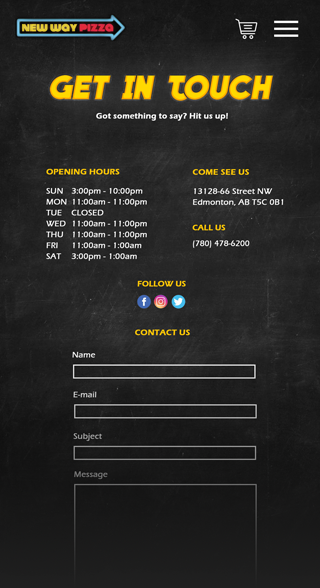 NEW WAY PIZZA
GET IN TOUCH
Got something to say? Hit us up!
OPENING HOURS
SUN 3:00pm - 10:00pm
MON 11:00am - 11:00pm
TUE CLOSED
WED 11:00am - 11:00pm
THU 11:00am - 11:00pm
FRI 11:00am - 1:00am
SAT 3:00pm - 1:00am
COME SEE US
13128-66 Street NW
Edmonton, AB T5C 0B1
CALL US
(780) 478-6200
FOLLOW US
CONTACT US
Name
E-mail
Subject
Message